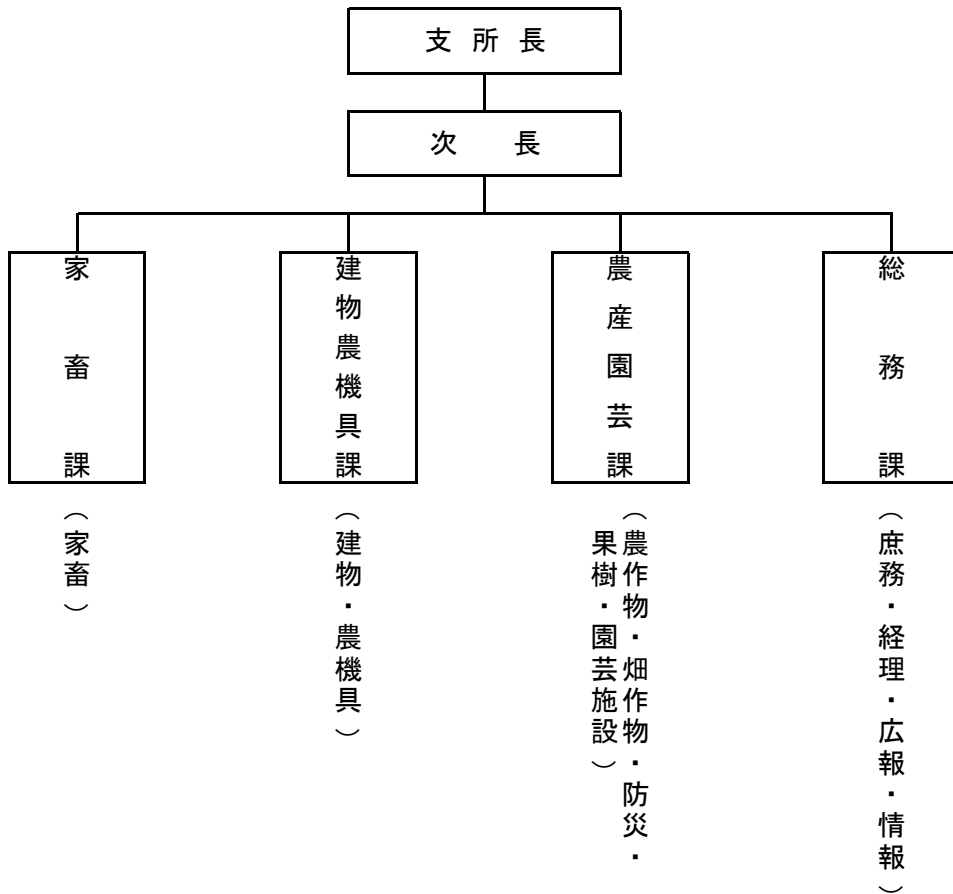 支所長
次長
総務課
（庶務・経理・広報・情報）
農産園芸課
（農作物・畑作物・防災・
果樹・園芸施設）
建物農機具課
（建物・農機具）
家畜課
（家畜）